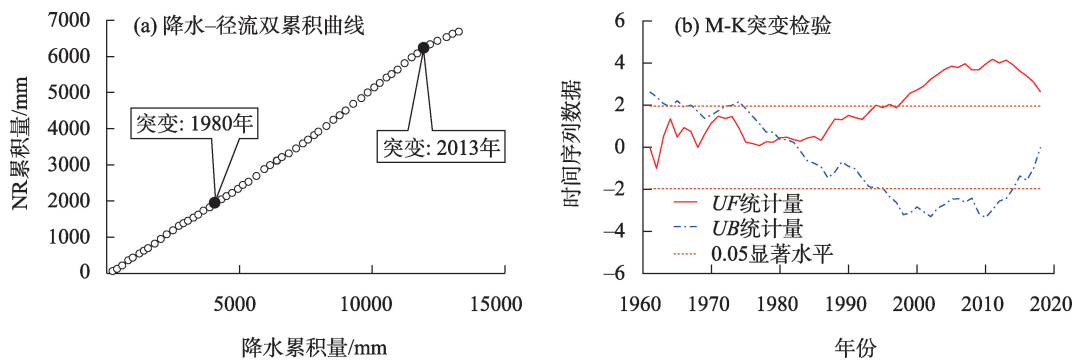 (a) 降水–径流双累积曲线
7000
6000
5000
4000
3000
2000
1000
0
NR累积量/mm
突变: 1980年
突变: 2013年
5000
10000
15000
降水累积量/mm
(b) M-K突变检验
6
4
2
0
−2
−4
−6
时间序列数据
UF统计量
UB统计量
0.05显著水平
1960
1970
1980
1990
2000
2010
2020
年份